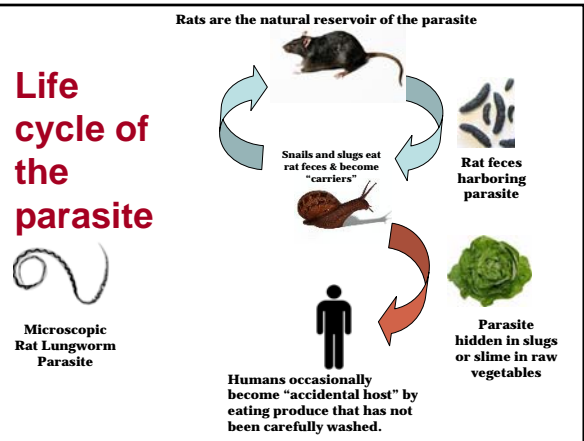 Rats are the natural reservoir of the parasite
Life
cycle of
the
parasite
Snails and slugs eat
rat feces & become
“carriers”
Rat feces
harboring
parasite
Microscopic
Rat Lungworm
Parasite
Parasite
hidden in slugs
or slime in raw
vegetables
Humans occasionally
become “accidental host” by
eating produce that has not
been carefully washed.